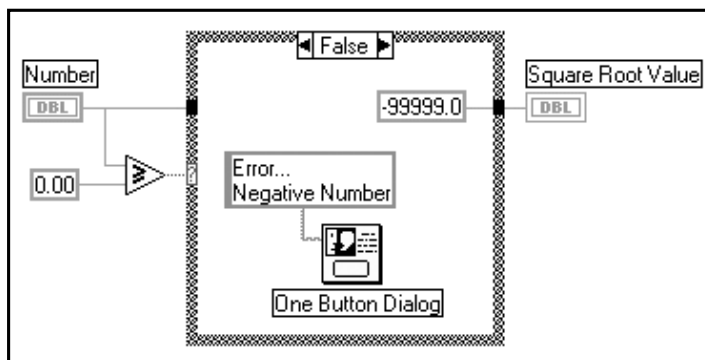 False
Number
DBL
0.00
?
-99999.0
Square Root Value
DBL
Error...
Negative Number
One Button Dialog